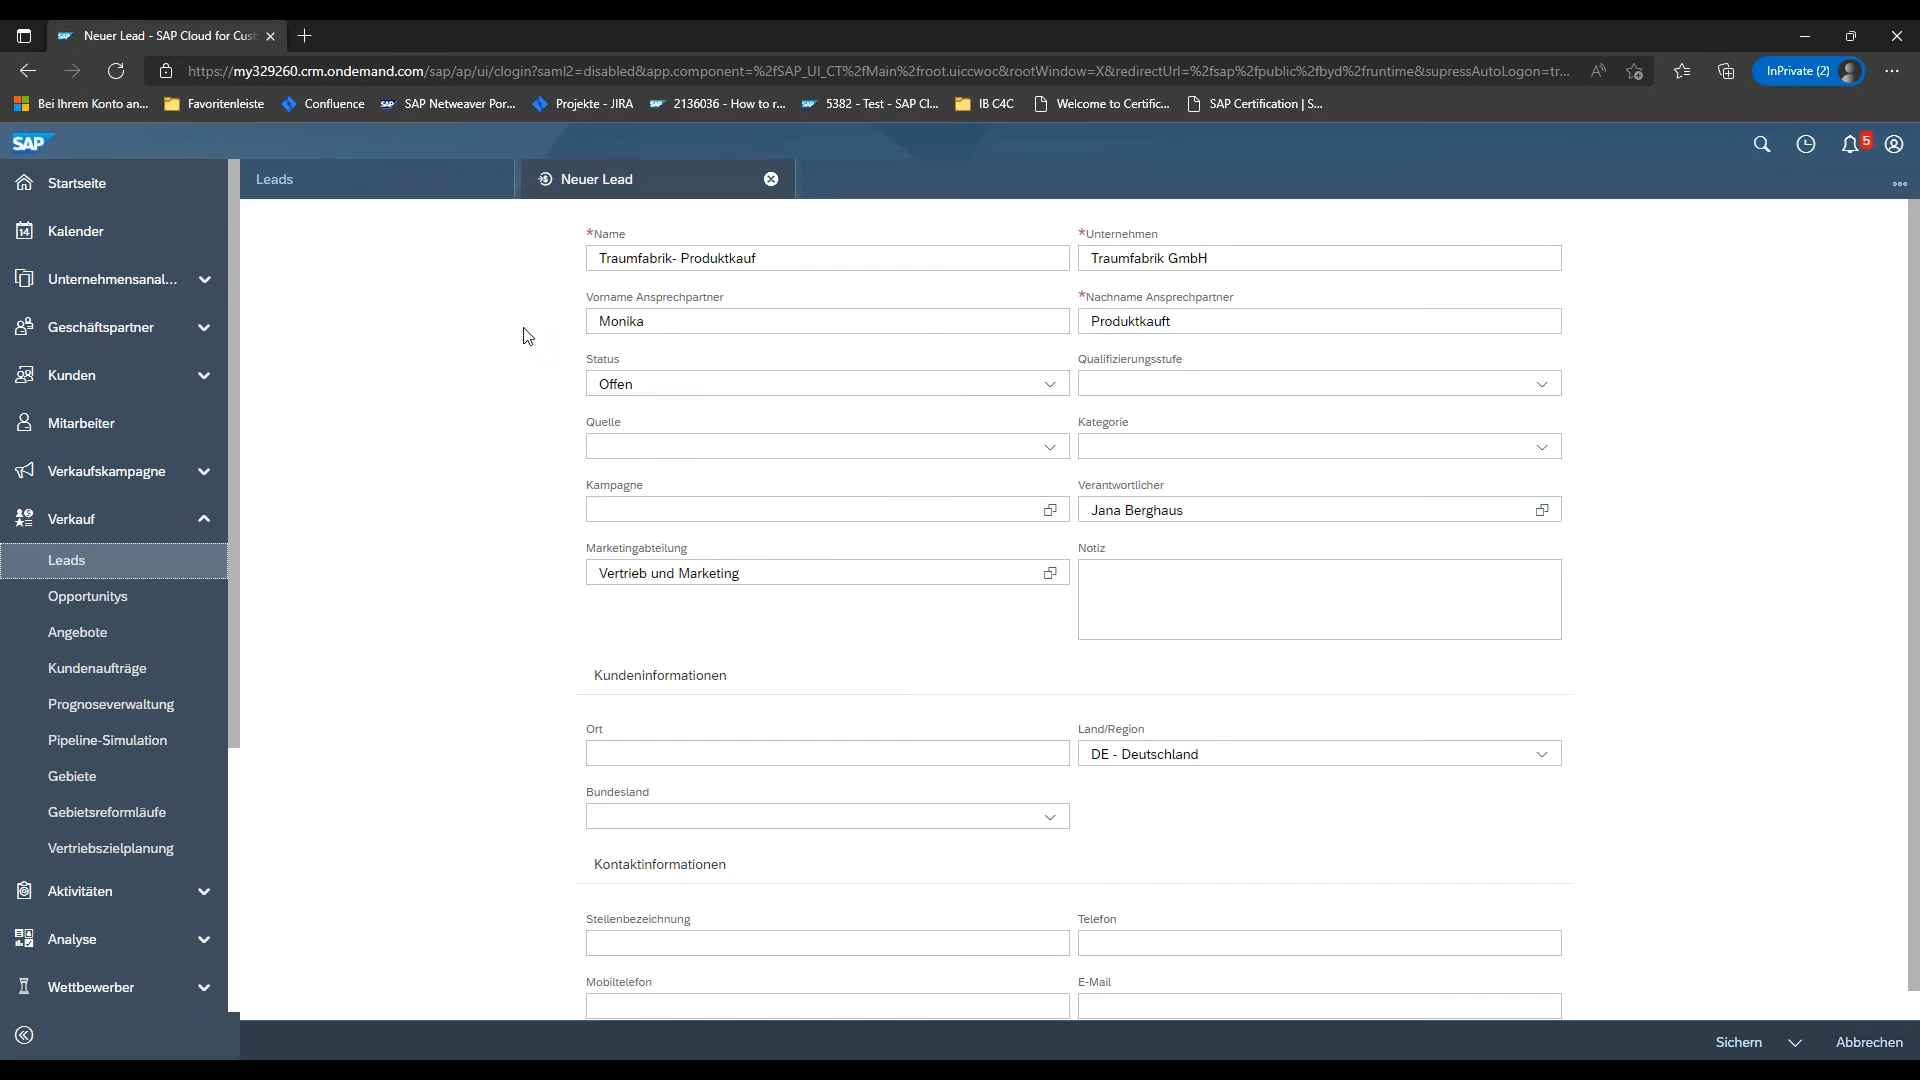 Neuer Lead - SAP Cloud for Cust
https://my329260.crm.ondemand.com/sap/ap/ui/clogin?saml2=disabled&app.component=%2fSAP_UI_CT%2fMain%2froot.uiccwoc&rootWindow=X&redirectUrl=%2fsap%2fpublic%2fbyd%2fruntime&supressAutoLogon=tr...
InPrivate (2)
Bei Ihrem Konto an...
Favoritenleiste
Confluence
SAP Netweaver Por...
Projekte - JIRA
2136036 - How to r...
5382 - Test - SAP Cl...
IB C4C
Welcome to Certific...
SAP Certification | S...
SAP
5
Startseite
14
Kalender
Unternehmensanal...
Geschäftspartner
Kunden
Mitarbeiter
Verkaufskampagne
Verkauf
Leads
Opportunitys
Angebote
Kundenaufträge
Prognoseverwaltung
Pipeline-Simulation
Gebiete
Gebietsreformläufe
Vertriebszielplanung
Aktivitäten
Analyse
Wettbewerber
Leads
Neuer Lead
*Name
Traumfabrik- Produktkauf
*Unternehmen
Traumfabrik GmbH
Vorname Ansprechpartner
Monika
*Nachname Ansprechpartner
Produktkauft
Status
Offen
Qualifizierungsstufe
Quelle
Kategorie
Kampagne
Verantwortlicher
Jana Berghaus
Marketingabteilung
Vertrieb und Marketing
Notiz
Kundeninformationen
Ort
Land/Region
DE - Deutschland
Bundesland
Kontaktinformationen
Stellenbezeichnung
Telefon
Mobiltelefon
E-Mail
Sichern
Abbrechen